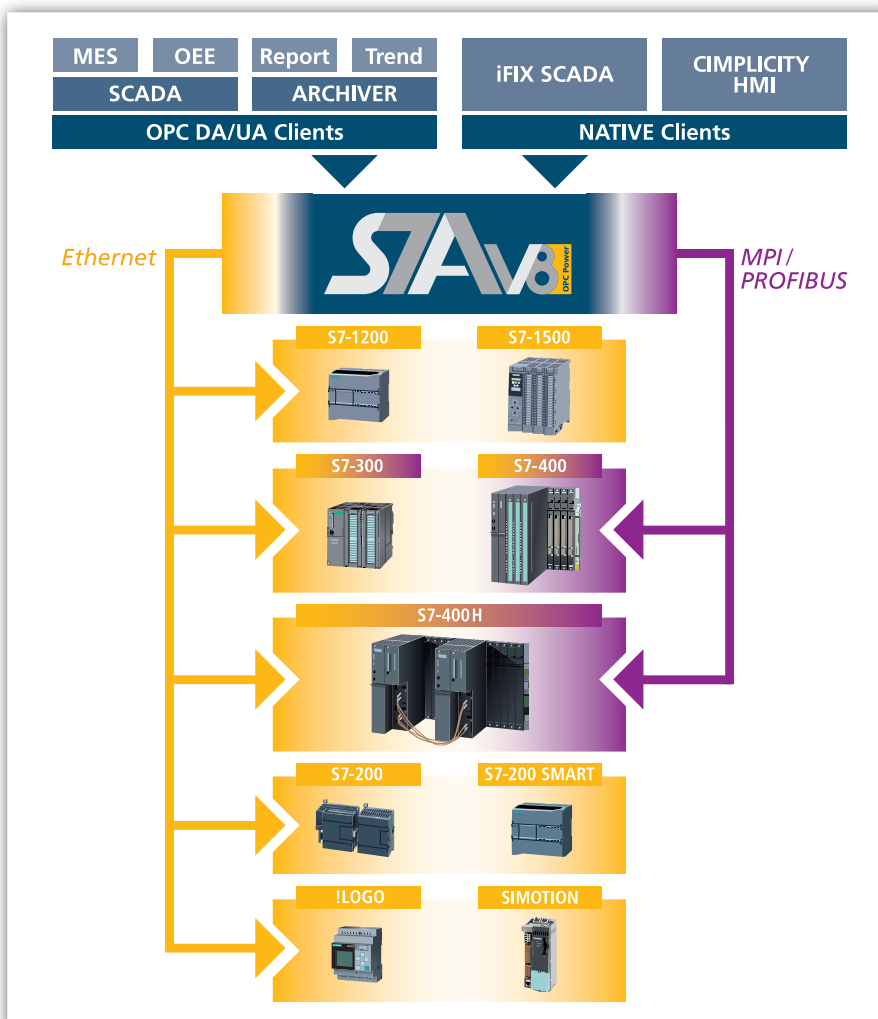 MES
OEE
Report
Trend
SCADA
ARCHIVER
OPC DA/UA Clients
iFIX SCADA
CIMPLICITY
HMI
NATIVE Clients
S7A V8
OPC Power
Ethernet
MPI /
PROFIBUS
S7-1200
S7-1500
S7-300
S7-400
S7-400H
S7-200
S7-200 SMART
!LOGO
SIMOTION